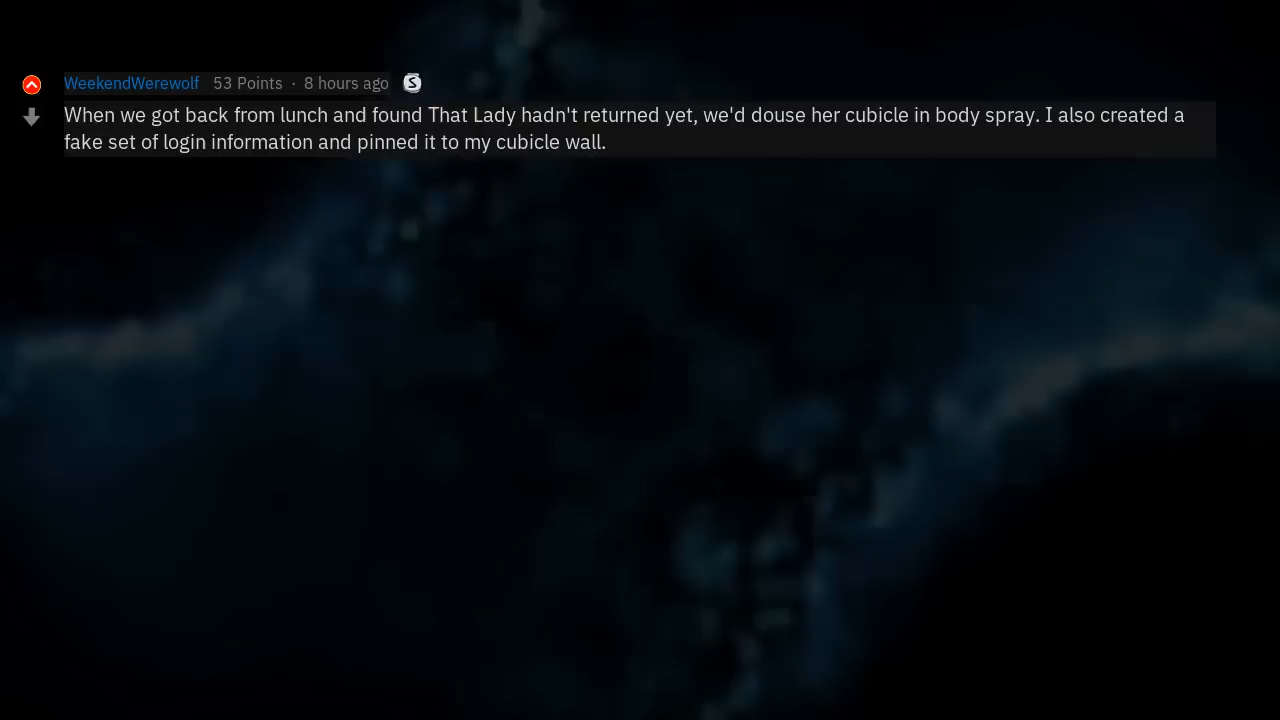 WeekendWerewolf 53 Points · 8 hours ago S
When we got back from lunch and found That Lady hadn't returned yet, we'd douse her cubicle in body spray. I also created a
fake set of login information and pinned it to my cubicle wall.